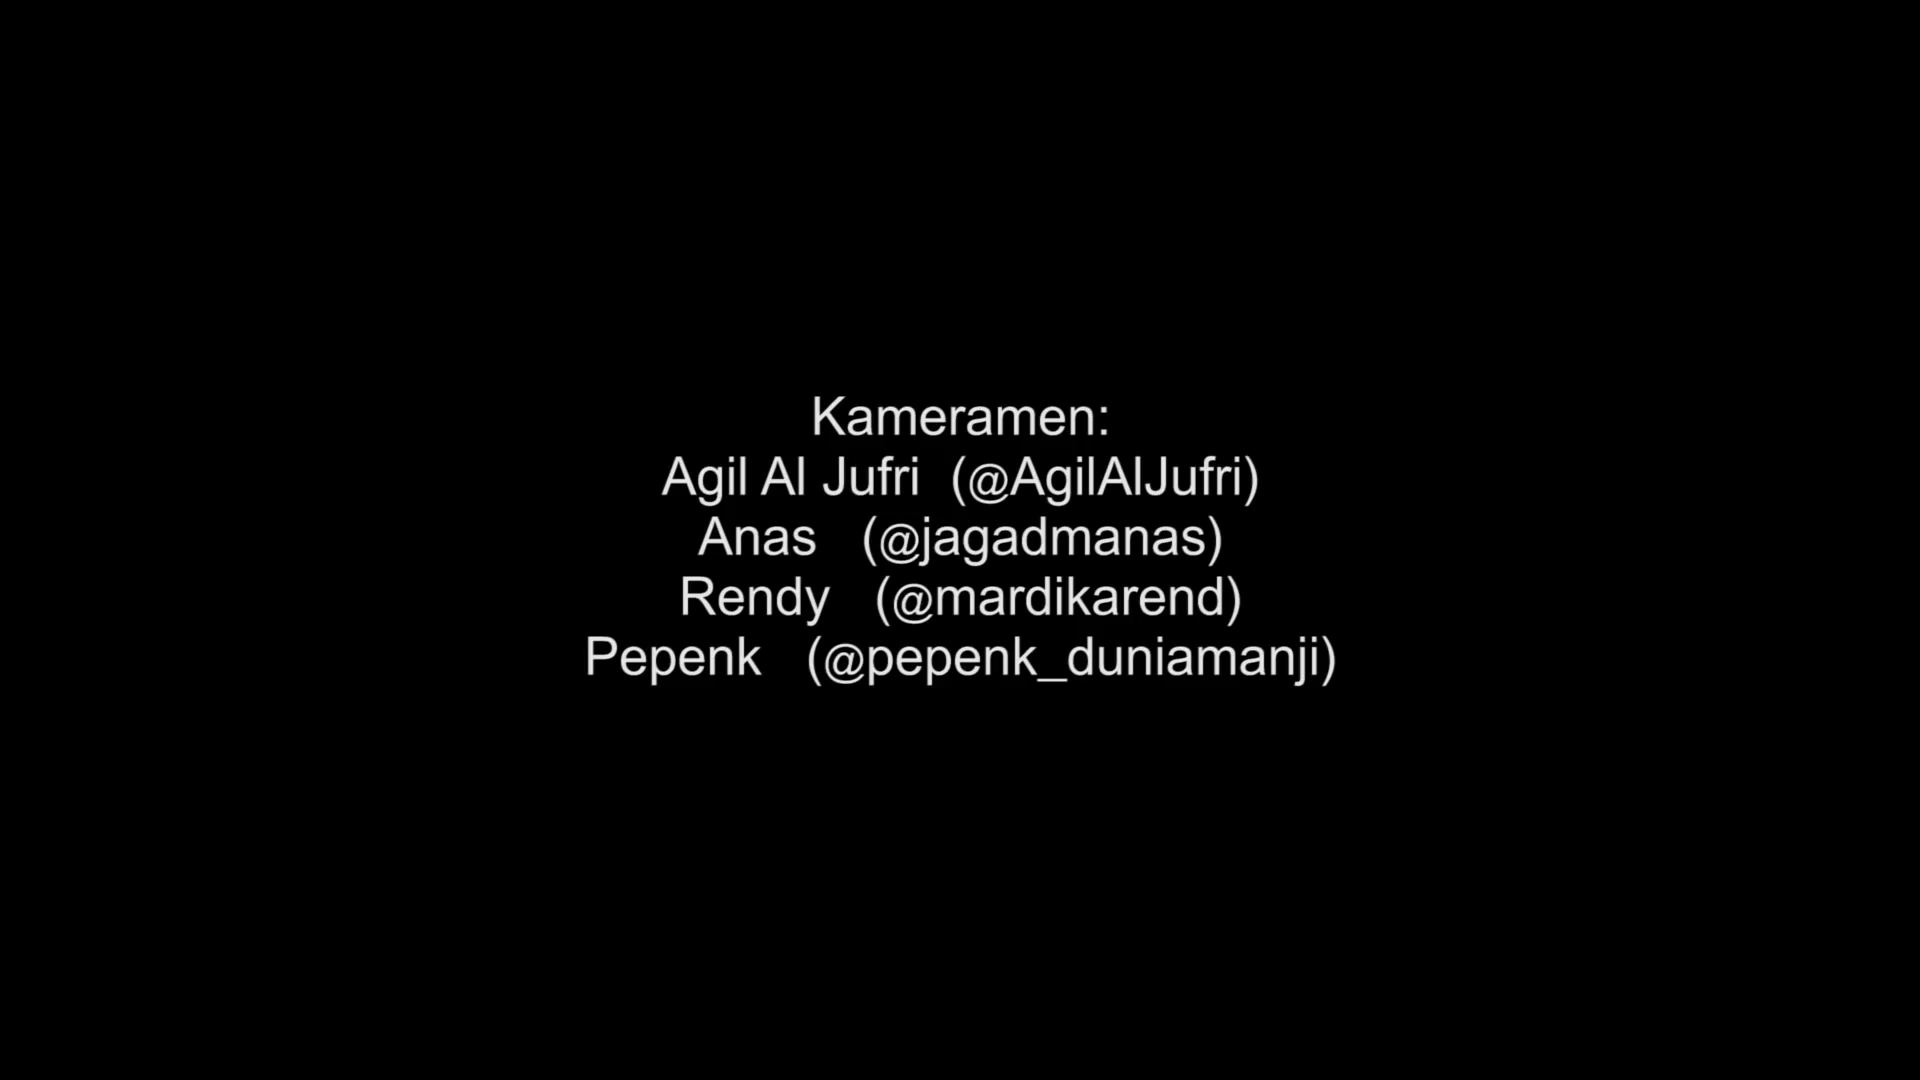 Kameramen:
Agil Al Jufri  (@AgilAlJufri)
Anas   (@jagadmanas)
Rendy   (@mardikarend)
Pepenk   (@pepenk_duniamanji)